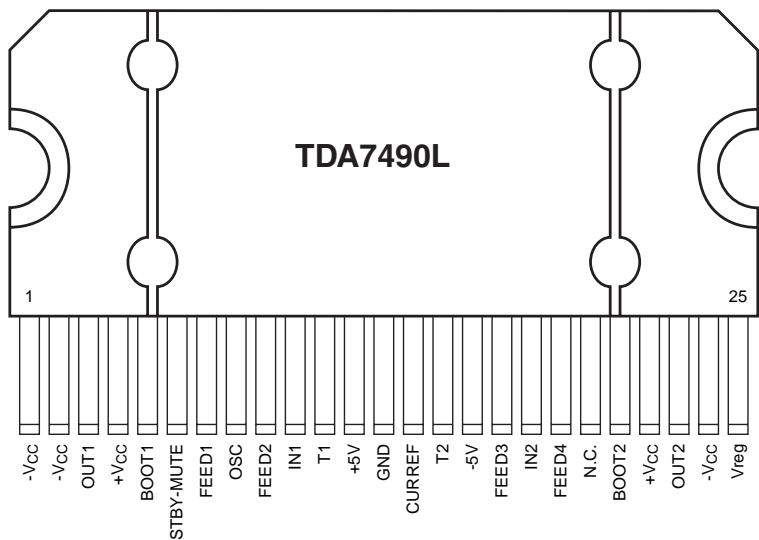 TDA7490L
1
25
-VCC
-VCC
OUT1
+VCC
BOOT1
STBY-MUTE
FEED1
OSC
FEED2
IN1
T1
+5V
GND
CURREF
T2
-5V
FEED3
IN2
FEED4
N.C.
BOOT2
+VCC
OUT2
-VCC
Vreg